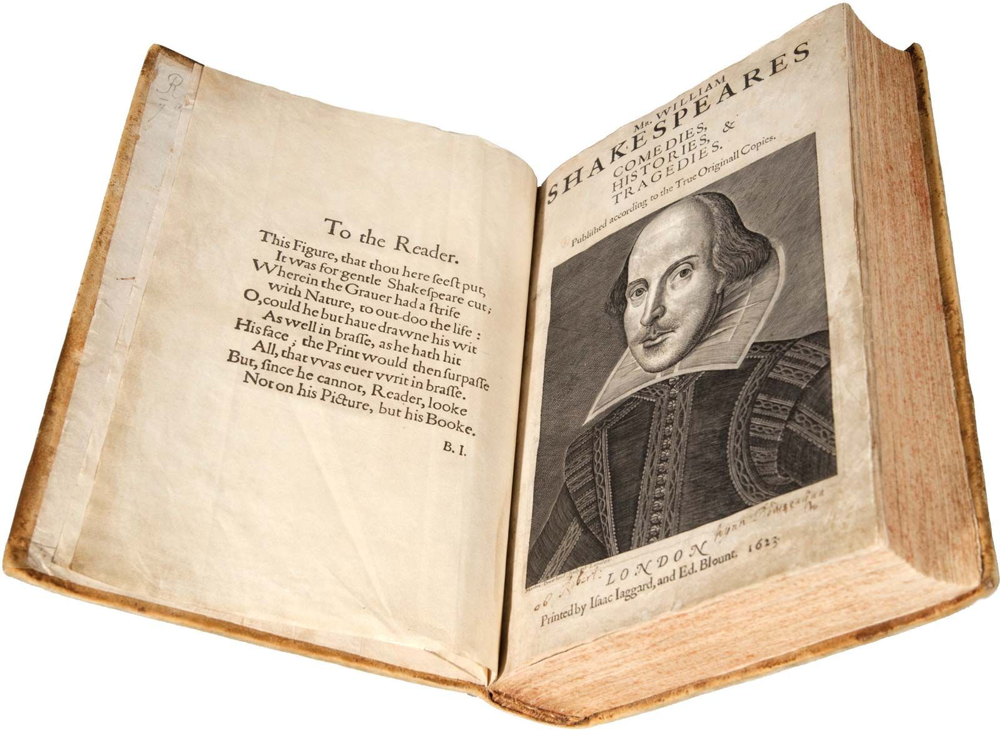 To the Reader.
This Figure, that thou here ſeeſt put,
It was for gentle Shakeſpeare cut;
Wherein the Grauer had a ſtrife
with Nature, to out-doo the life :
O, could he but haue dravvne his vvit
As well in braſſe, as he hath hit
His face ; the Print would then ſurpaſſe
All, that vvas euer vvrit in braſſe.
But, ſince he cannot, Reader, looke
Not on his Picture, but his Booke.
B. I.
Mr. WILLIAM
SHAKESPEARES
COMEDIES,
HISTORIES, &
TRAGEDIES.
Publiſhed according to the True Originall Copies.
LONDON
Printed by Iſaac Iaggard, and Ed. Blount. 1623.